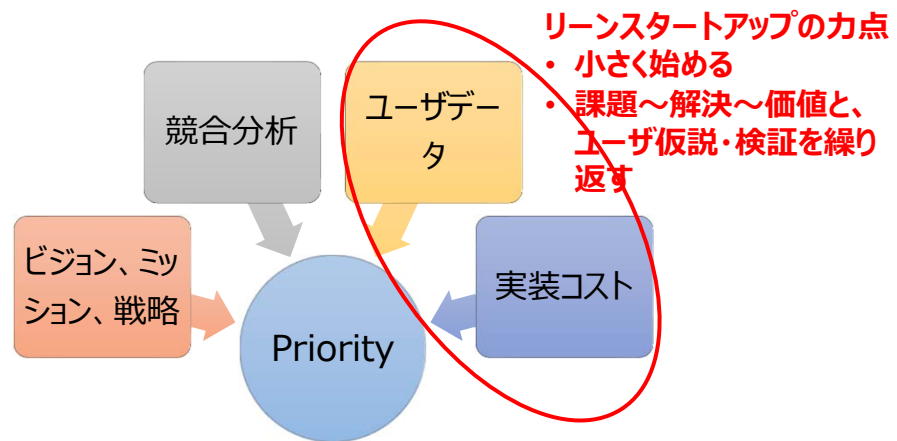 リーンスタートアップの力点
• 小さく始める
• 課題～解決～価値と、
ユーザ仮説・検証を繰り
返す
競合分析
ユーザデー
タ
ビジョン、ミッ
ション、戦略
実装コスト
Priority